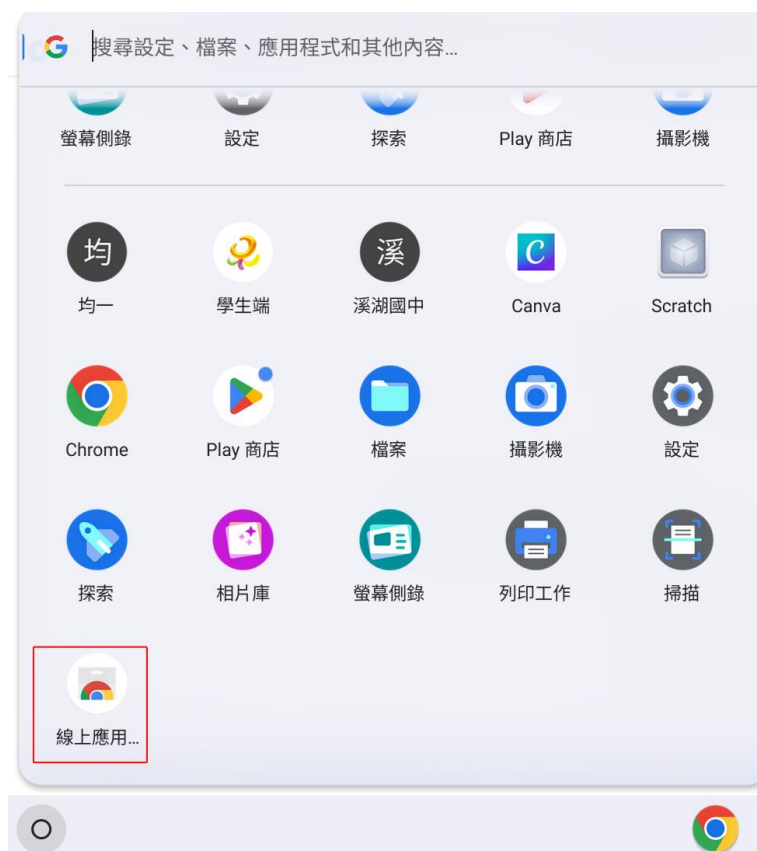 搜尋設定、檔案、應用程式和其他內容...
螢幕側錄 設定 探索 Play 商店 攝影機
均 溪 C
均一 學生端 溪湖國中 Canva Scratch
Chrome Play 商店 檔案 攝影機 設定
探索 相片庫 螢幕側錄 列印工作 掃描
線上應用...